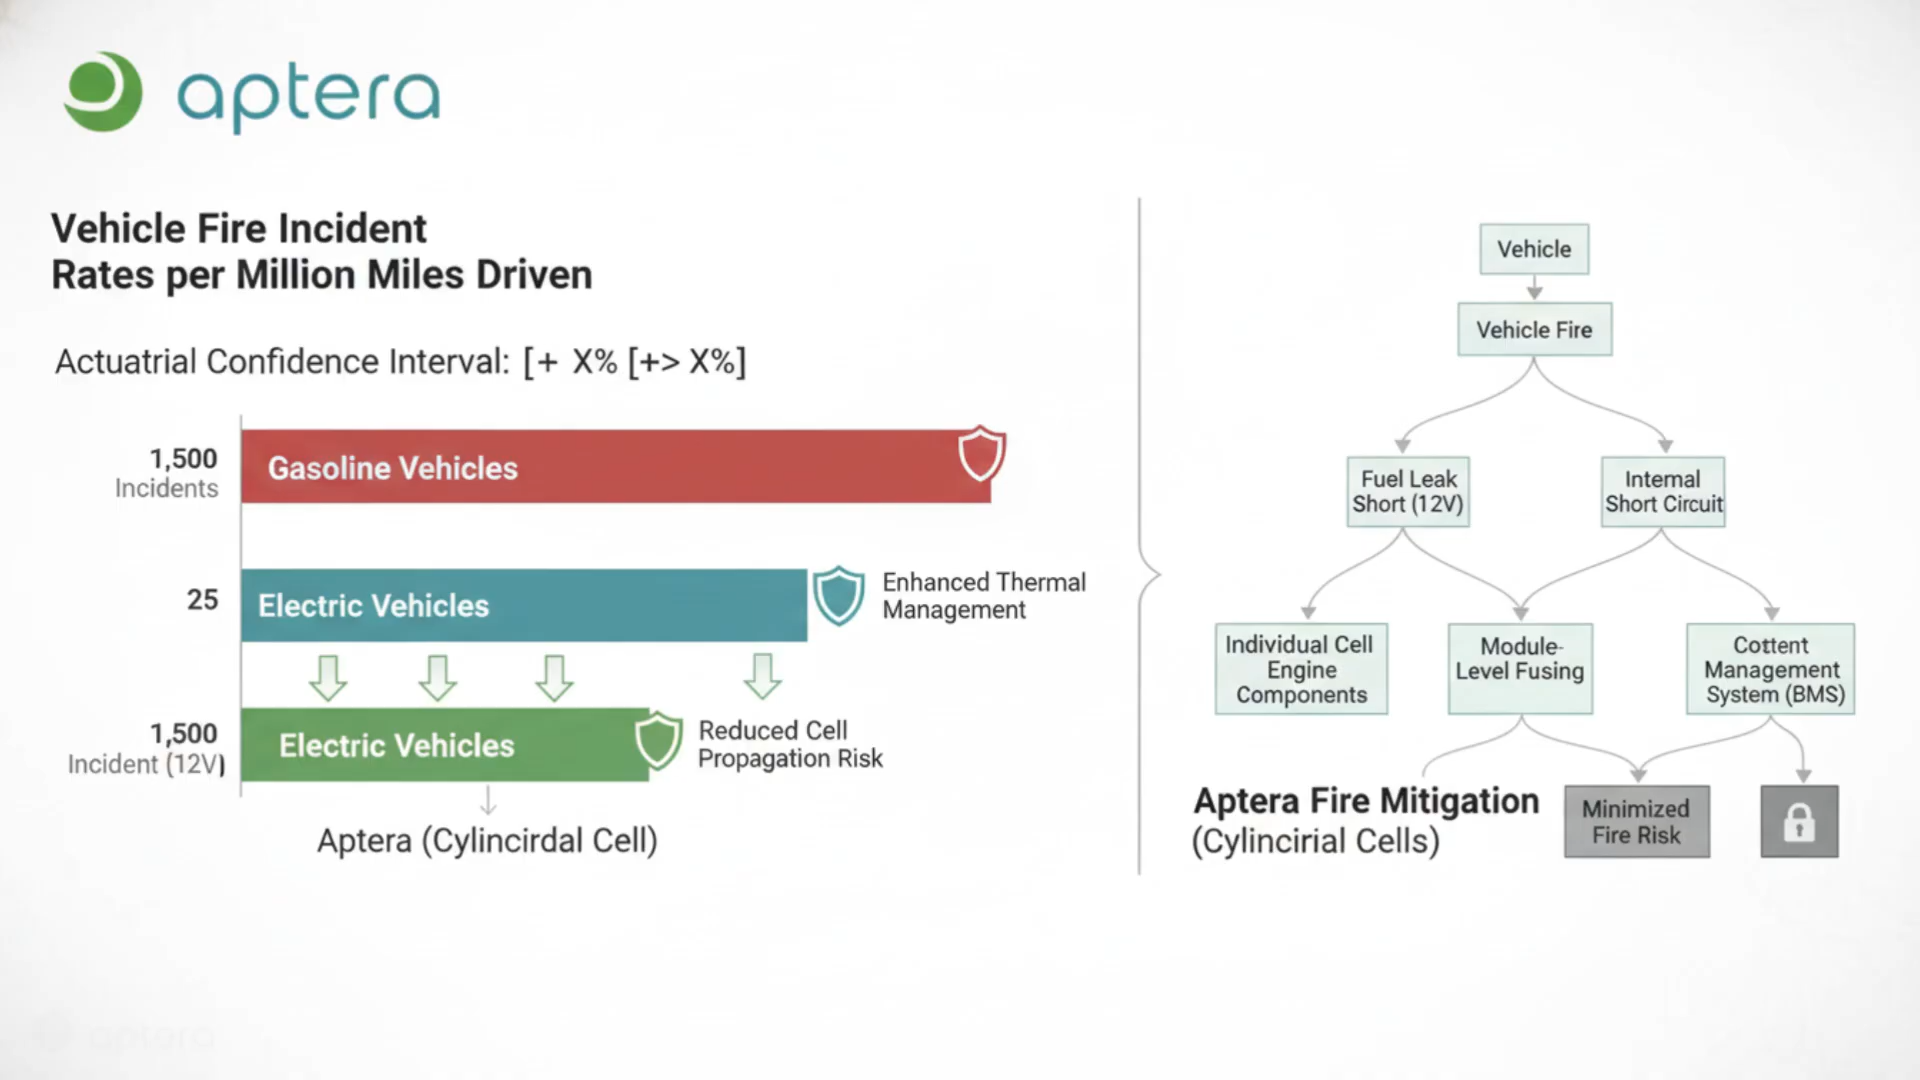 aptera
Vehicle Fire Incident
Rates per Million Miles Driven
Actuatrial Confidence Interval: [+ X% [+> X%]
1,500
Incidents
Gasoline Vehicles
25
Electric Vehicles
Enhanced Thermal
Management
1,500
Incident (12V)
Electric Vehicles
Reduced Cell
Propagation Risk
Aptera (Cylincirdal Cell)
Vehicle
Vehicle Fire
Fuel Leak
Short (12V)
Internal
Short Circuit
Individual Cell
Engine
Components
Module-
Level Fusing
Cottent
Management
System (BMS)
Aptera Fire Mitigation
(Cylincirial Cells)
Minimized
Fire Risk
aptera